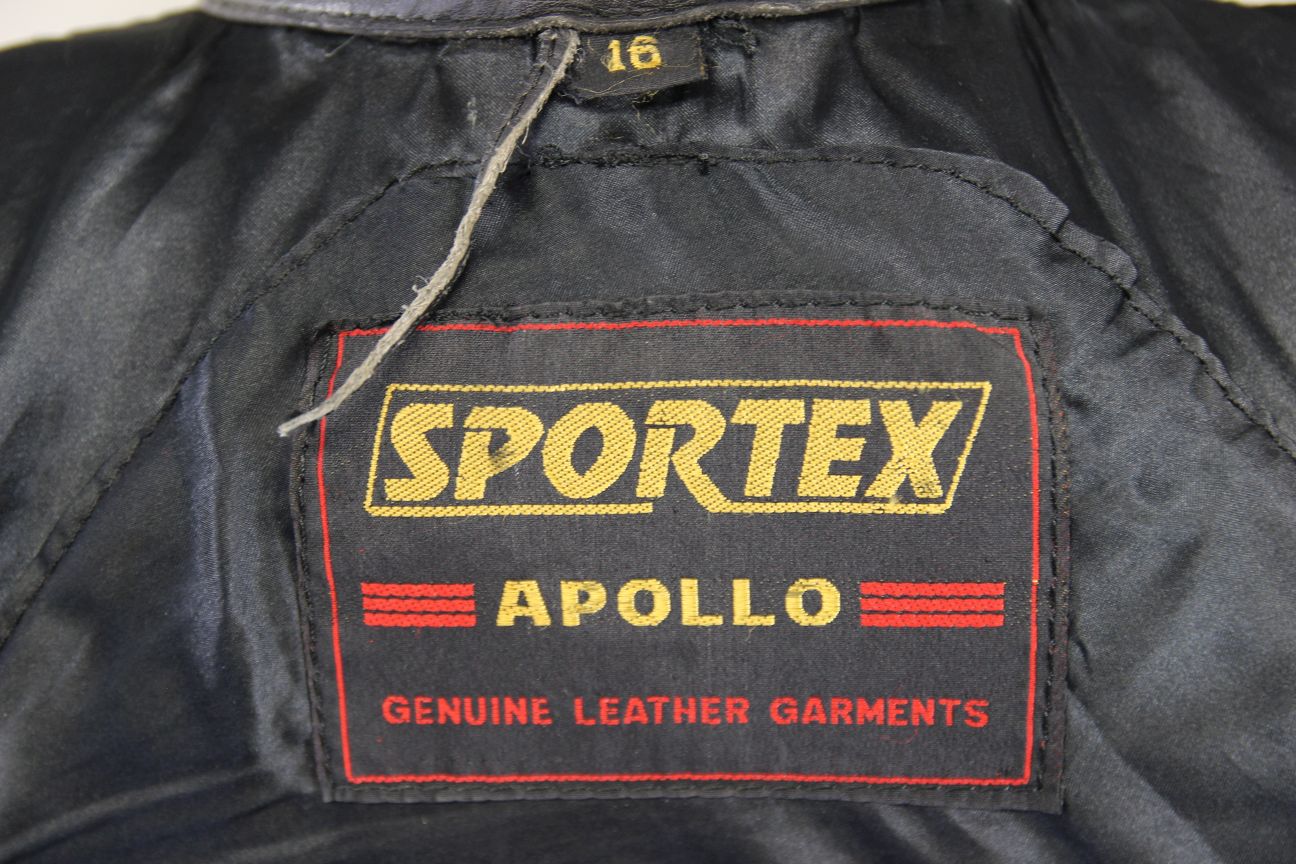 16
SPORTEX
APOLLO
GENUINE LEATHER GARMENTS